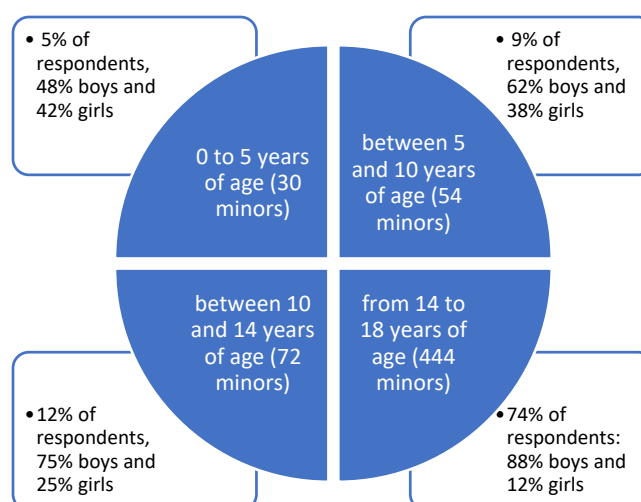 • 5% of
respondents,
48% boys and
42% girls
• 9% of
respondents,
62% boys and
38% girls
0 to 5 years
of age (30
minors)
between 5
and 10 years
of age (54
minors)
between 10
and 14 years
of age (72
minors)
from 14 to
18 years of
age (444
minors)
•12% of
respondents,
75% boys and
25% girls
•74% of
respondents:
88% boys and
12% girls